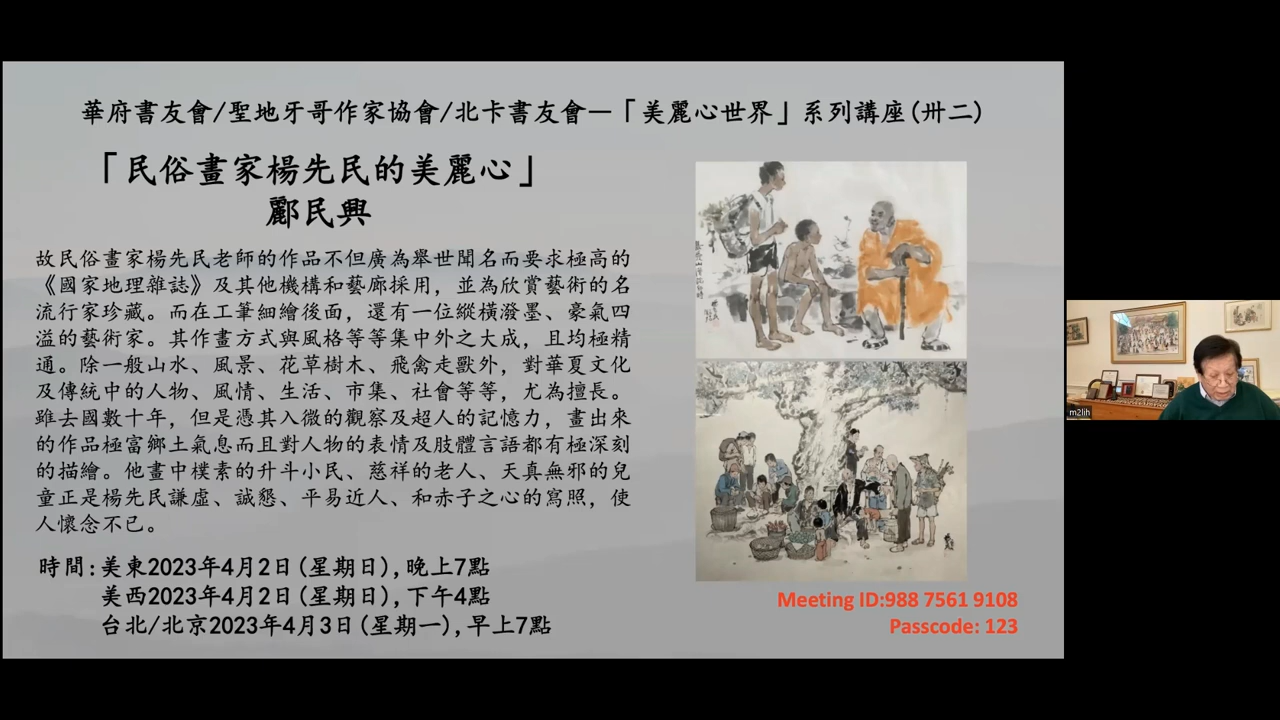 華府書友會/聖地牙哥作家協會/北卡書友會—「美麗心世界」系列講座(卅二)
「民俗畫家楊先民的美麗心」
酈民興
故民俗畫家楊先民老師的作品不但廣為舉世聞名而要求極高的
《國家地理雜誌》及其他機構和藝廊採用，並為欣賞藝術的名
流行家珍藏。而在工筆細繪後面，還有一位縱橫潑墨、豪氣四
溢的藝術家。其作畫方式與風格等等集中外之大成，且均極精
通。除一般山水、風景、花草樹木、飛禽走獸外，對華夏文化
及傳統中的人物、風情、生活、市集、社會等等，尤為擅長。
雖去國數十年，但是憑其入微的觀察及超人的記憶力，畫出來
的作品極富鄉土氣息而且對人物的表情及肢體言語都有極深刻
的描繪。他畫中樸素的升斗小民、慈祥的老人、天真無邪的兒
童正是楊先民謙虛、誠懇、平易近人、和赤子之心的寫照，使
人懷念不已。
時間:美東2023年4月2日(星期日),晚上7點
美西2023年4月2日(星期日),下午4點
台北/北京2023年4月3日(星期一),早上7點
Meeting ID:988 7561 9108
Passcode: 123
m2lih